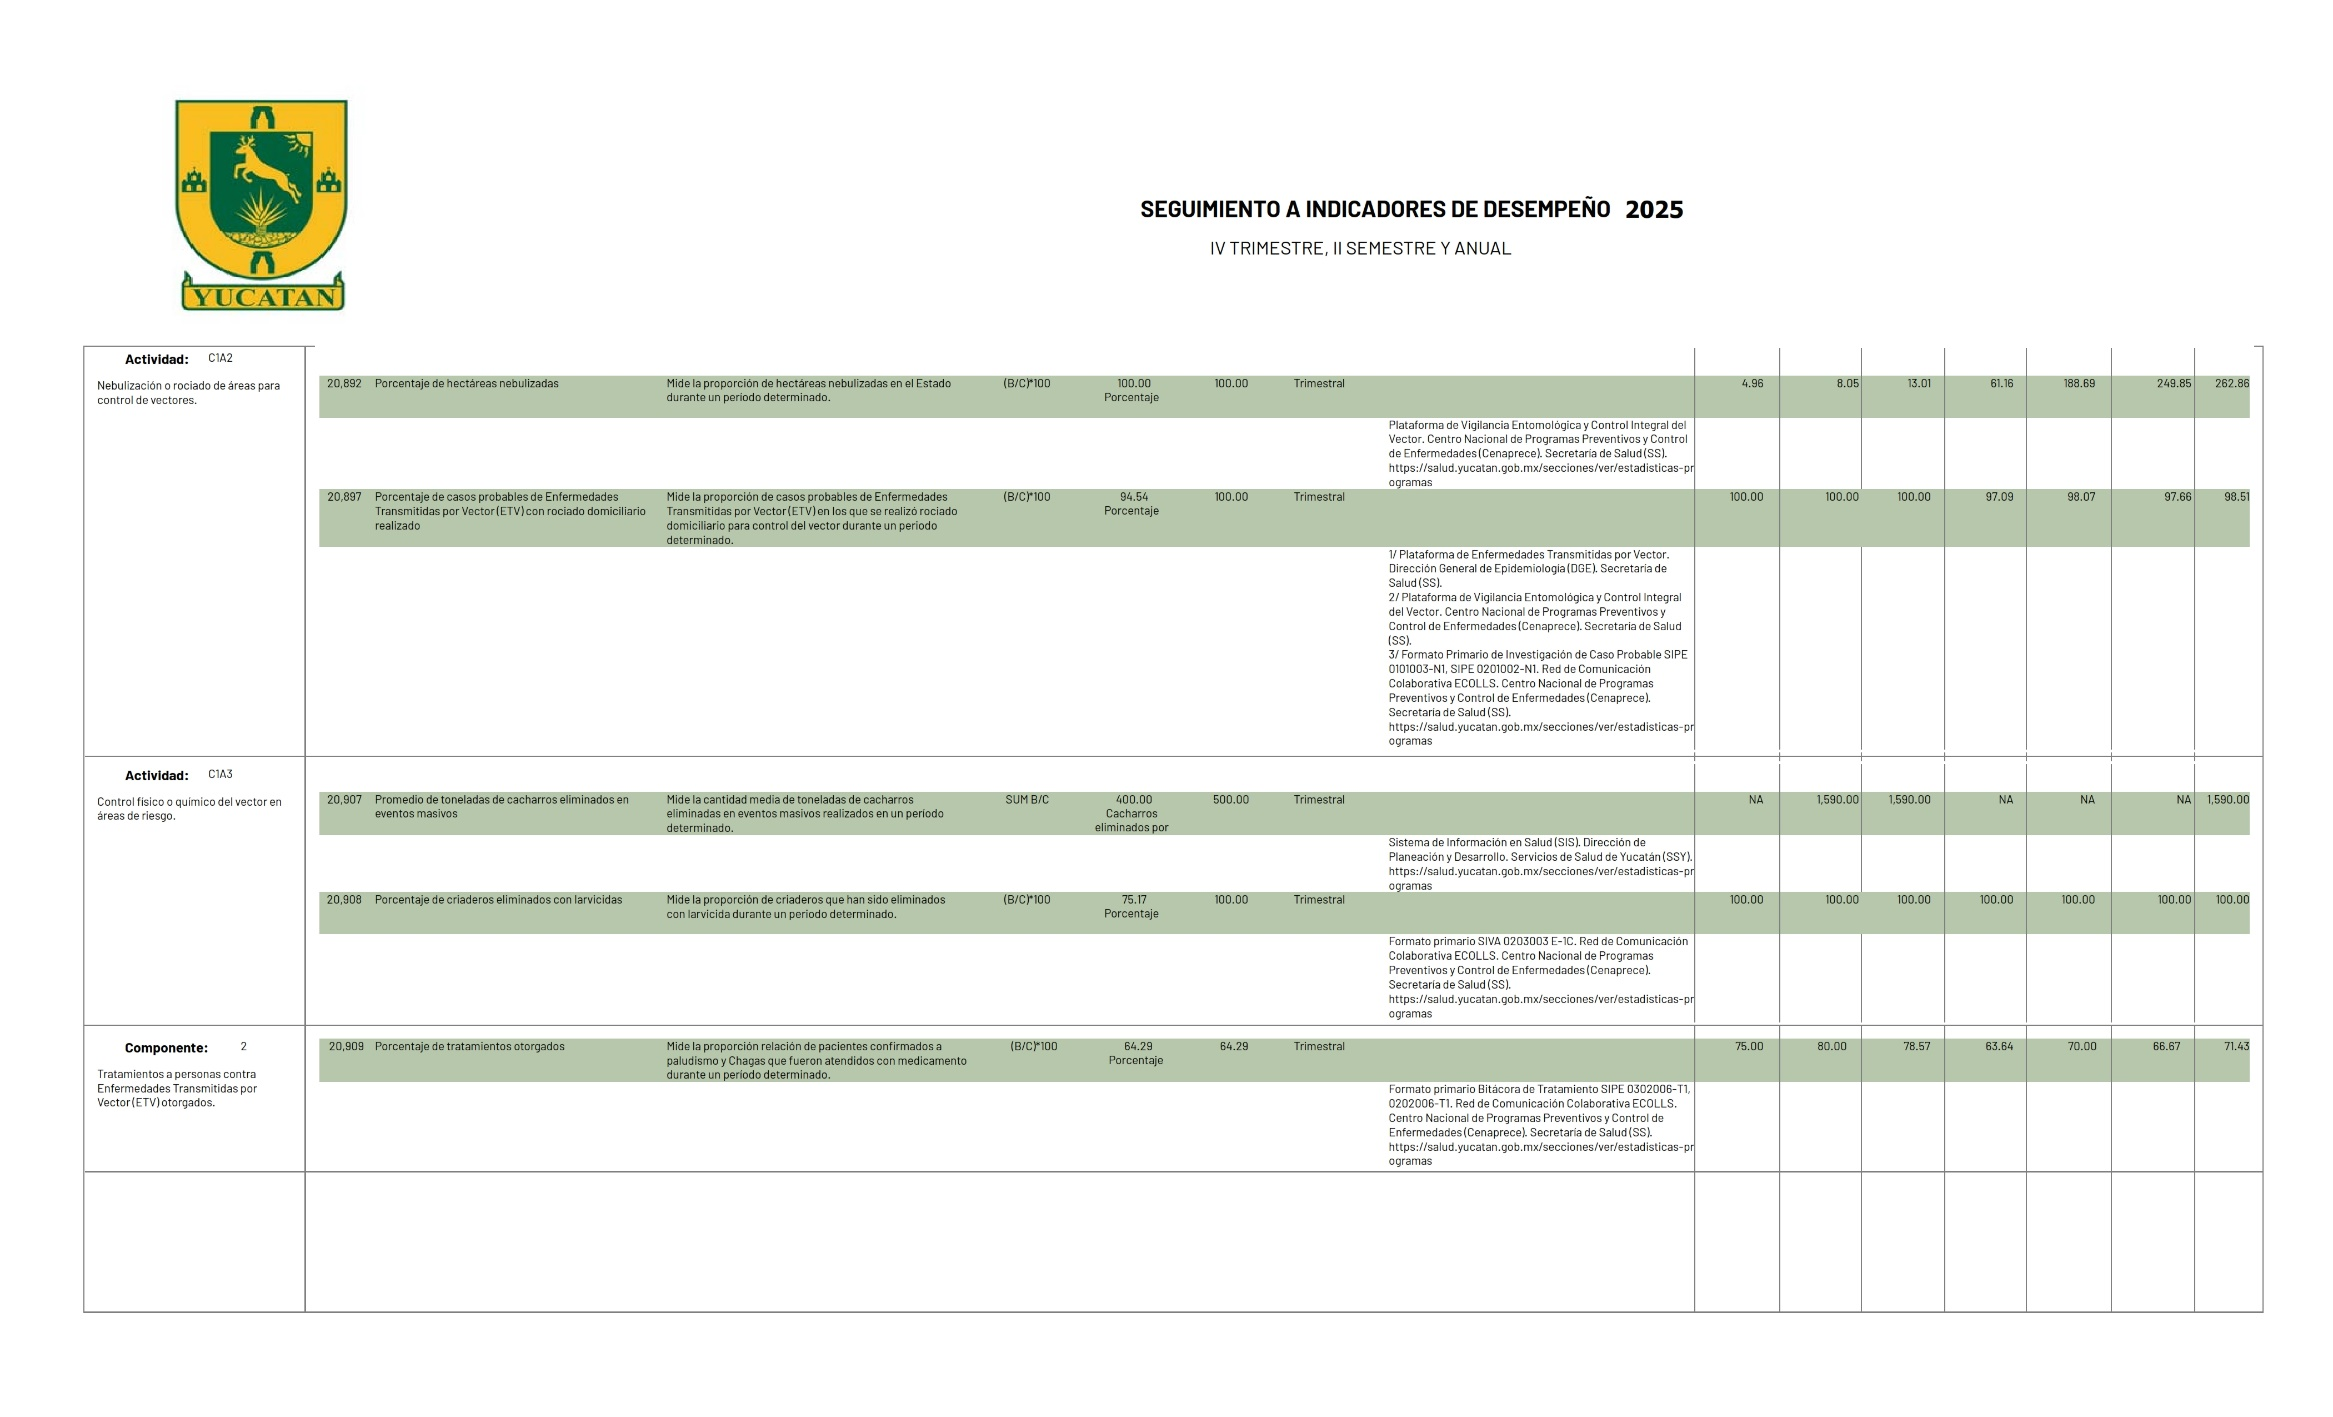 YUCATAN
SEGUIMIENTO A INDICADORES DE DESEMPEÑO 2025
IV TRIMESTRE, II SEMESTRE Y ANUAL
Actividad: C1A2
Nebulización o rociado de áreas para
control de vectores.
20,892 Porcentaje de hectáreas nebulizadas Mide la proporción de hectáreas nebulizadas en el Estado (B/C)*100 100.00 100.00 Trimestral 4.96 8.05 13.01 61.16 188.69 249.85 262.86
durante un período determinado. Porcentaje
Plataforma de Vigilancia Entomológica y Control Integral del
Vector. Centro Nacional de Programas Preventivos y Control
de Enfermedades (Cenaprece). Secretaría de Salud (SS).
https://salud.yucatan.gob.mx/secciones/ver/estadisticas-pr
ogramas
20,897 Porcentaje de casos probables de Enfermedades Mide la proporción de casos probables de Enfermedades (B/C)*100 94.54 100.00 Trimestral 100.00 100.00 100.00 97.09 98.07 97.66 98.51
Transmitidas por Vector (ETV) con rociado domiciliario Transmitidas por Vector (ETV) en los que se realizó rociado Porcentaje
realizado domiciliario para control del vector durante un periodo
determinado.
1/ Plataforma de Enfermedades Transmitidas por Vector.
Dirección General de Epidemiología (DGE). Secretaría de
Salud (SS).
2/ Plataforma de Vigilancia Entomológica y Control Integral
del Vector. Centro Nacional de Programas Preventivos y
Control de Enfermedades (Cenaprece). Secretaría de Salud
(SS).
3/ Formato Primario de Investigación de Caso Probable SIPE
0101003-N1, SIPE 0201002-N1. Red de Comunicación
Colaborativa ECOLLS. Centro Nacional de Programas
Preventivos y Control de Enfermedades (Cenaprece).
Secretaría de Salud (SS).
https://salud.yucatan.gob.mx/secciones/ver/estadisticas-pr
ogramas
Actividad: C1A3
Control físico o químico del vector en
áreas de riesgo.
20,907 Promedio de toneladas de cacharros eliminados en Mide la cantidad media de toneladas de cacharros SUM B/C 400.00 500.00 Trimestral NA 1,590.00 1,590.00 NA NA NA 1,590.00
eventos masivos eliminadas en eventos masivos realizados en un período Cacharros
determinado. eliminados por
Sistema de Información en Salud (SIS). Dirección de
Planeación y Desarrollo. Servicios de Salud de Yucatán (SSY).
https://salud.yucatan.gob.mx/secciones/ver/estadisticas-pr
ogramas
20,908 Porcentaje de criaderos eliminados con larvicidas Mide la proporción de criaderos que han sido eliminados (B/C)*100 75.17 100.00 Trimestral 100.00 100.00 100.00 100.00 100.00 100.00 100.00
con larvicida durante un periodo determinado. Porcentaje
Formato primario SIVA 0203003 E-1C. Red de Comunicación
Colaborativa ECOLLS. Centro Nacional de Programas
Preventivos y Control de Enfermedades (Cenaprece).
Secretaría de Salud (SS).
https://salud.yucatan.gob.mx/secciones/ver/estadisticas-pr
ogramas
Componente: 2
Tratamientos a personas contra
Enfermedades Transmitidas por
Vector (ETV) otorgados.
20,909 Porcentaje de tratamientos otorgados Mide la proporción relación de pacientes confirmados a (B/C)*100 64.29 64.29 Trimestral 75.00 80.00 78.57 63.64 70.00 66.67 71.43
paludismo y Chagas que fueron atendidos con medicamento Porcentaje
durante un período determinado.
Formato primario Bitácora de Tratamiento SIPE 0302006-T1,
0202006-T1. Red de Comunicación Colaborativa ECOLLS.
Centro Nacional de Programas Preventivos y Control de
Enfermedades (Cenaprece). Secretaría de Salud (SS).
https://salud.yucatan.gob.mx/secciones/ver/estadisticas-pr
ogramas